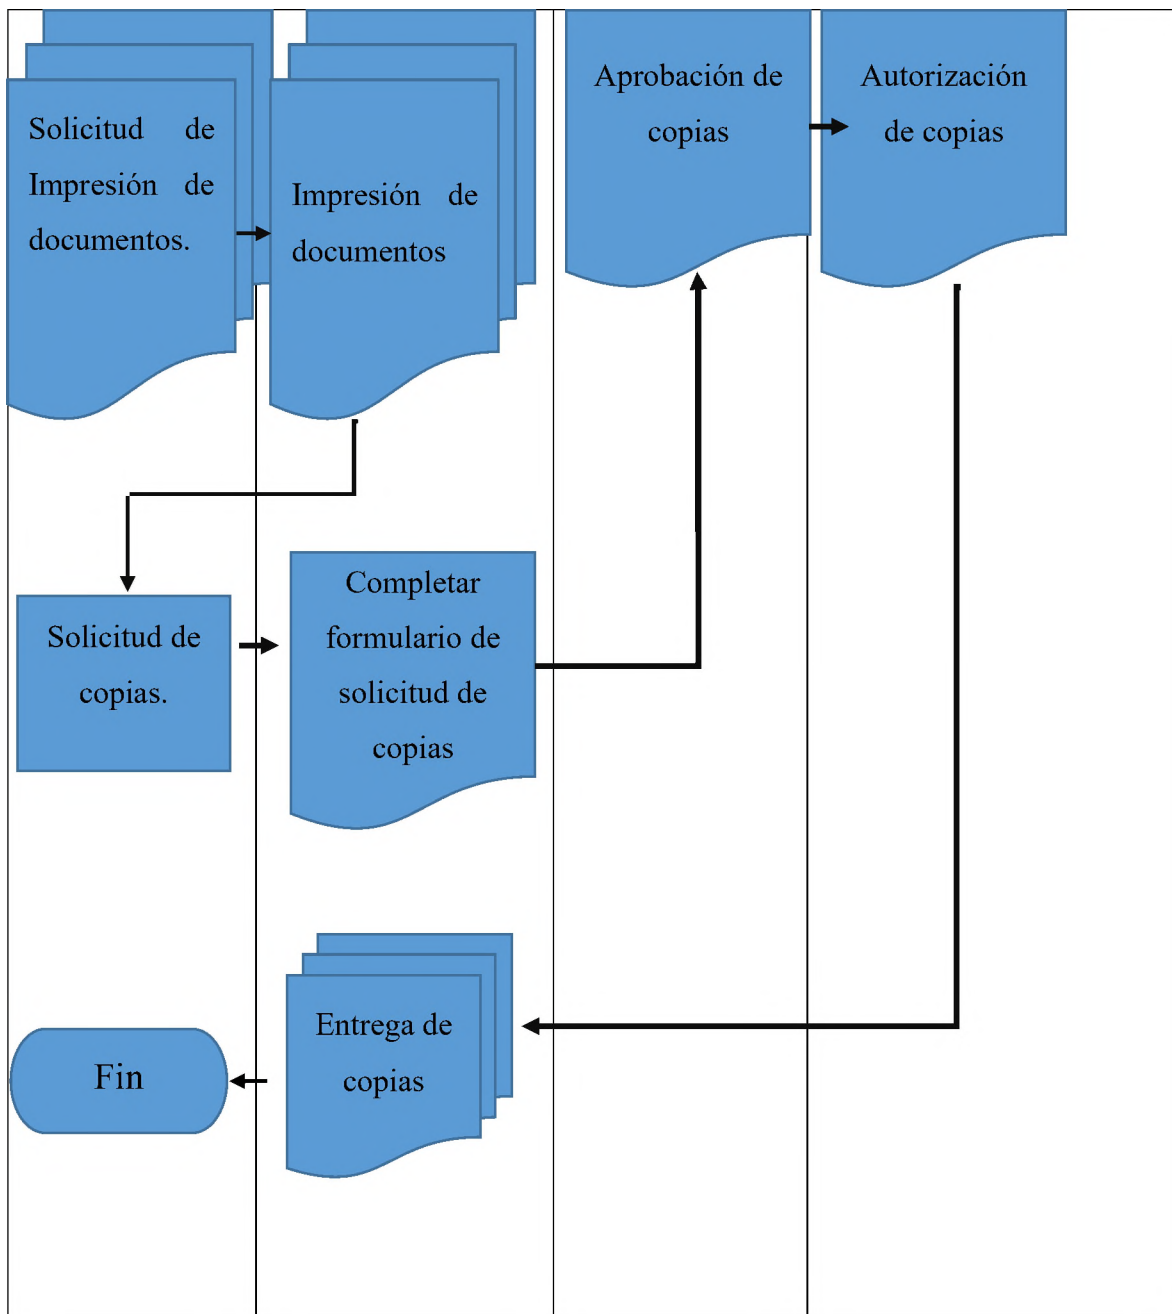 Solicitud de
Impresión de
documentos.
Impresión de
documentos
Aprobación de
copias
Autorización
de copias
Solicitud de
copias.
Completar
formulario de
solicitud de
copias
Entrega de
copias
Fin